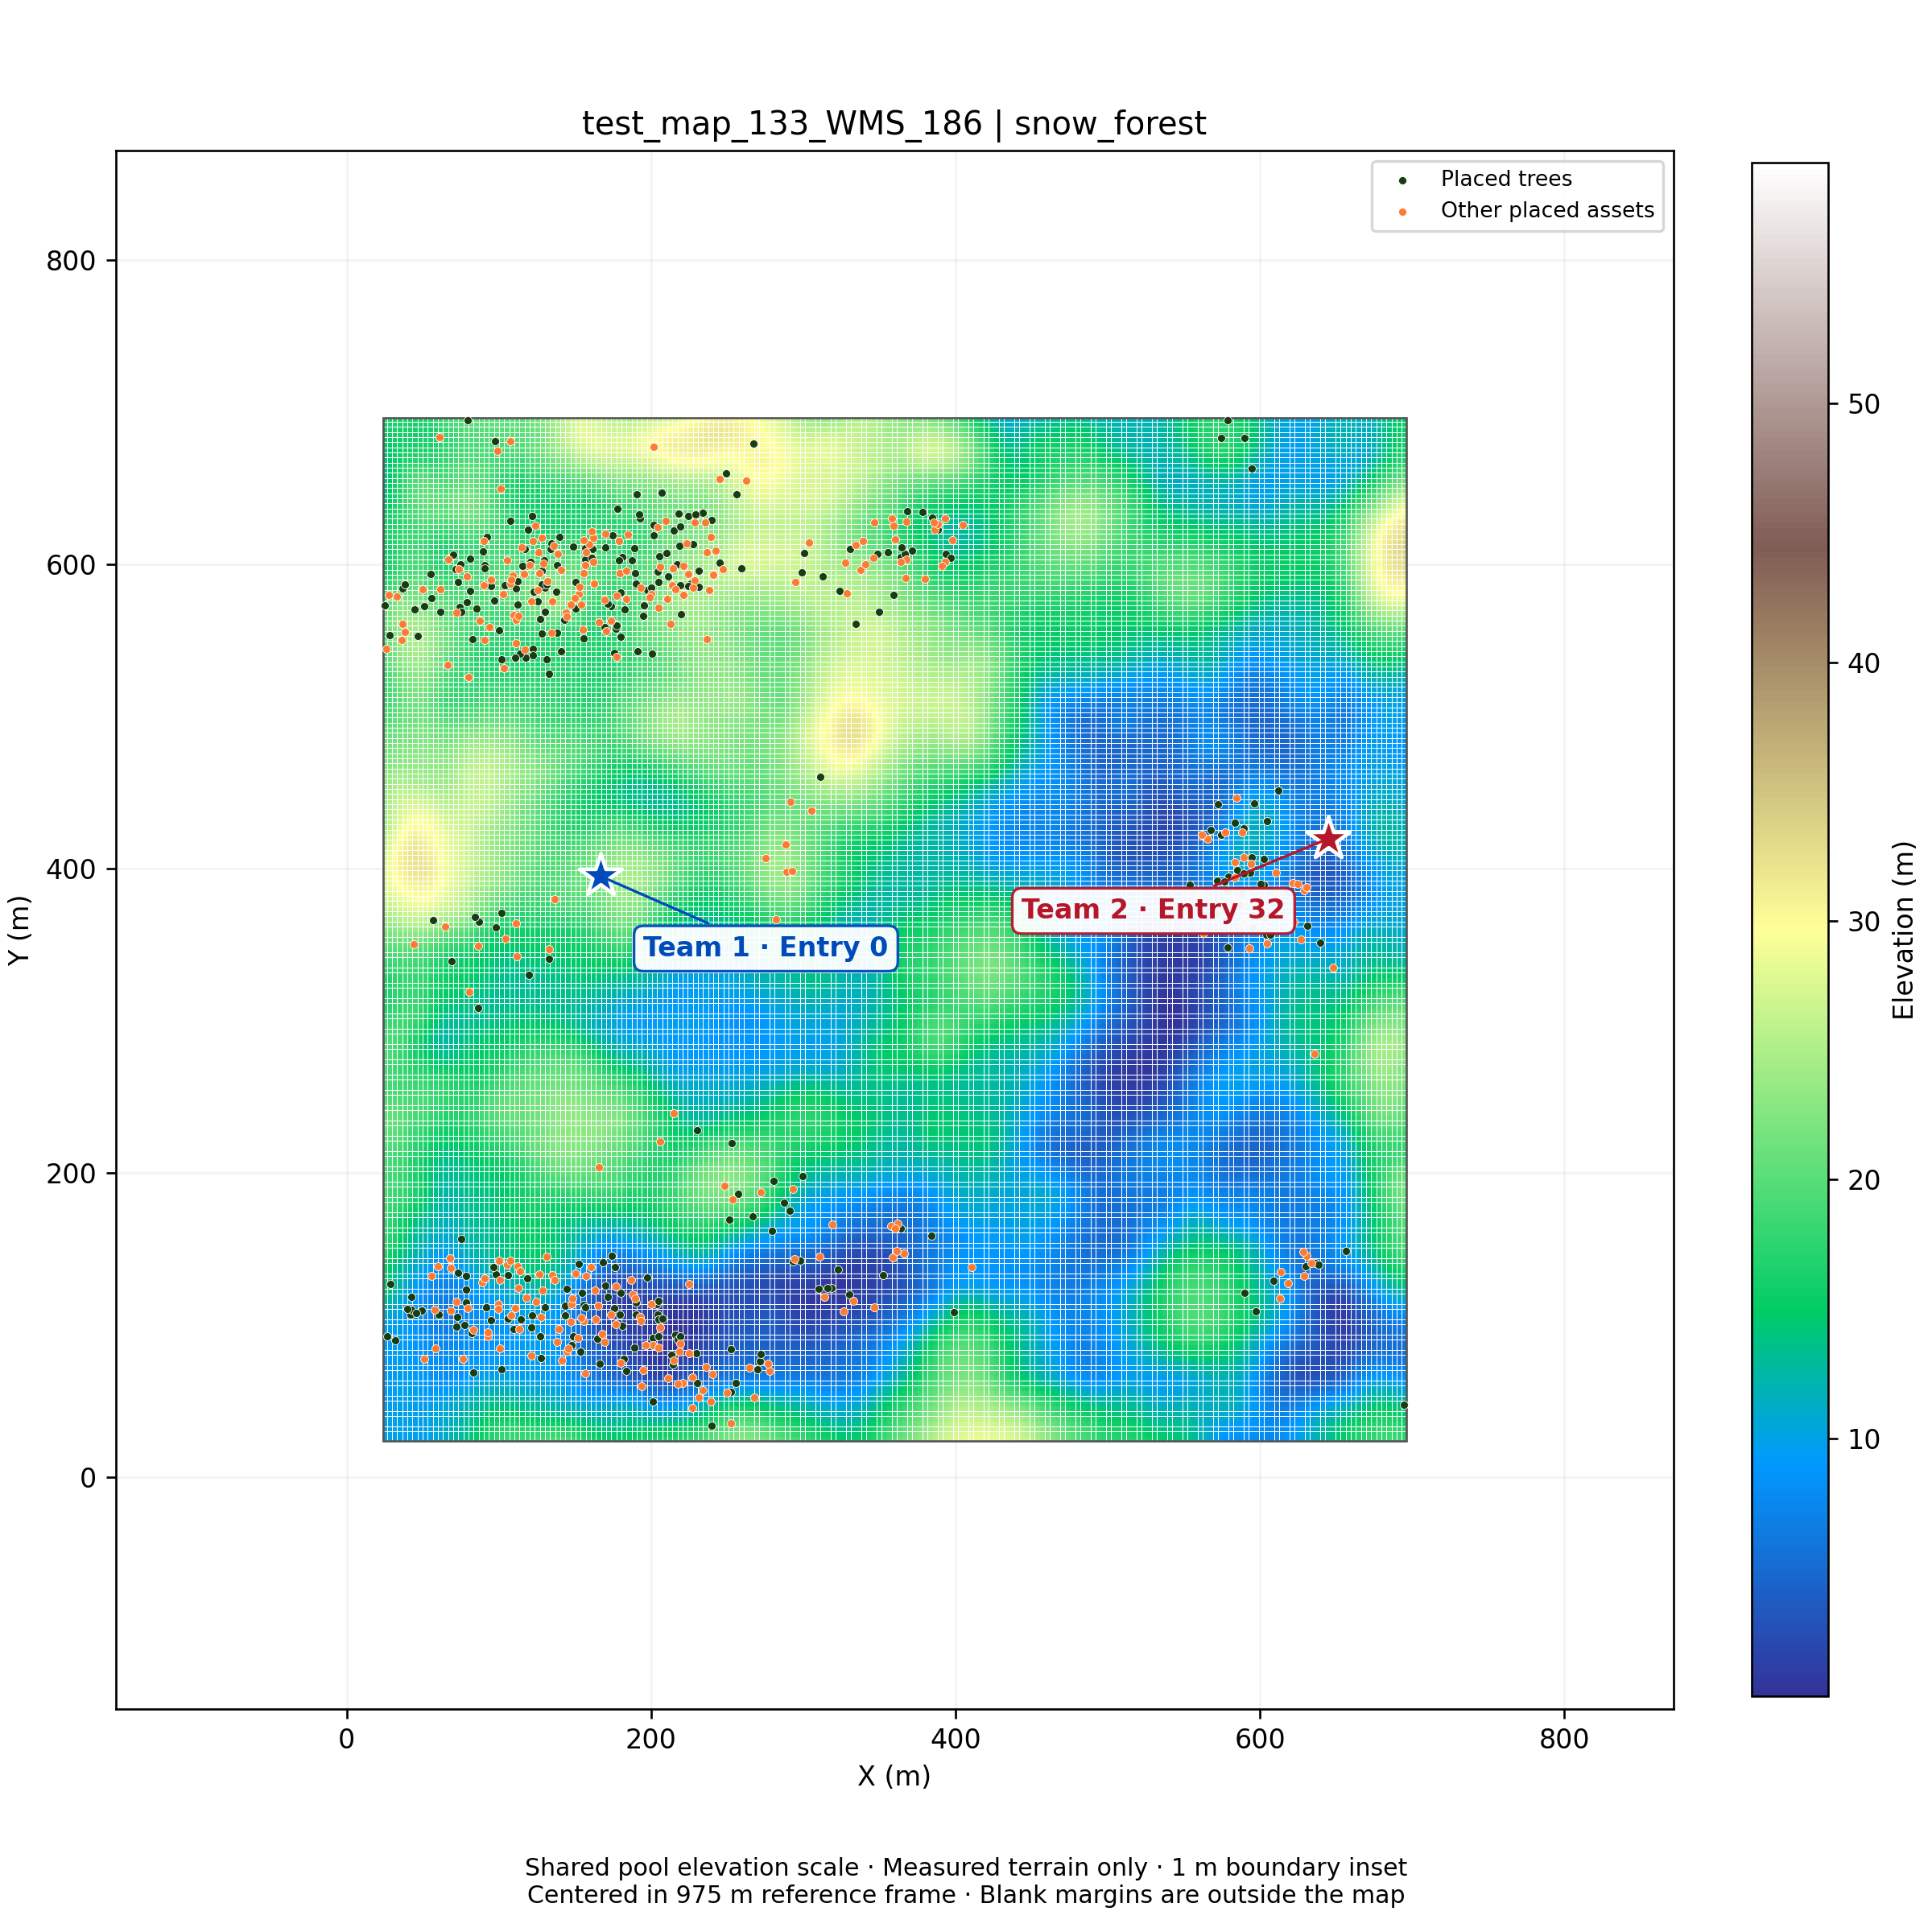 test_map_133_WMS_186 | snow_forest
Placed trees
Other placed assets
800
600
400
200
0
Y (m)
0
200
400
600
800
X (m)
Team 1 · Entry 0
Team 2 · Entry 32
50
40
30
20
10
Elevation (m)
Shared pool elevation scale · Measured terrain only · 1 m boundary inset
Centered in 975 m reference frame · Blank margins are outside the map